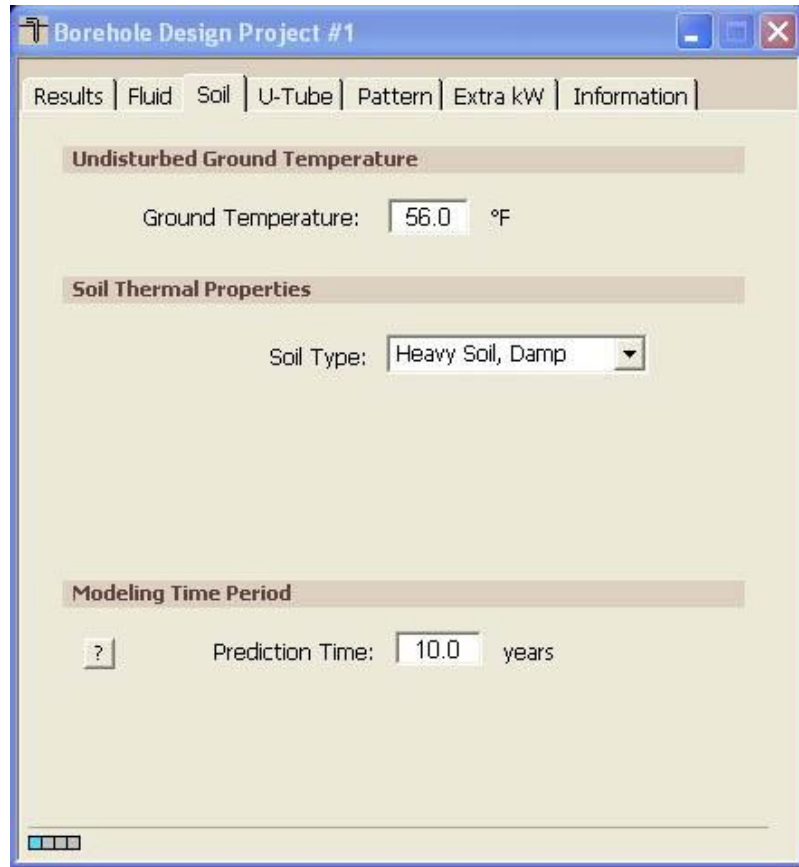 Borehole Design Project #1
Results Fluid Soil U-Tube Pattern Extra kW Information
Undisturbed Ground Temperature
Ground Temperature: 56.0 °F
Soil Thermal Properties
Soil Type: Heavy Soil, Damp
Modeling Time Period
? Prediction Time: 10.0 years